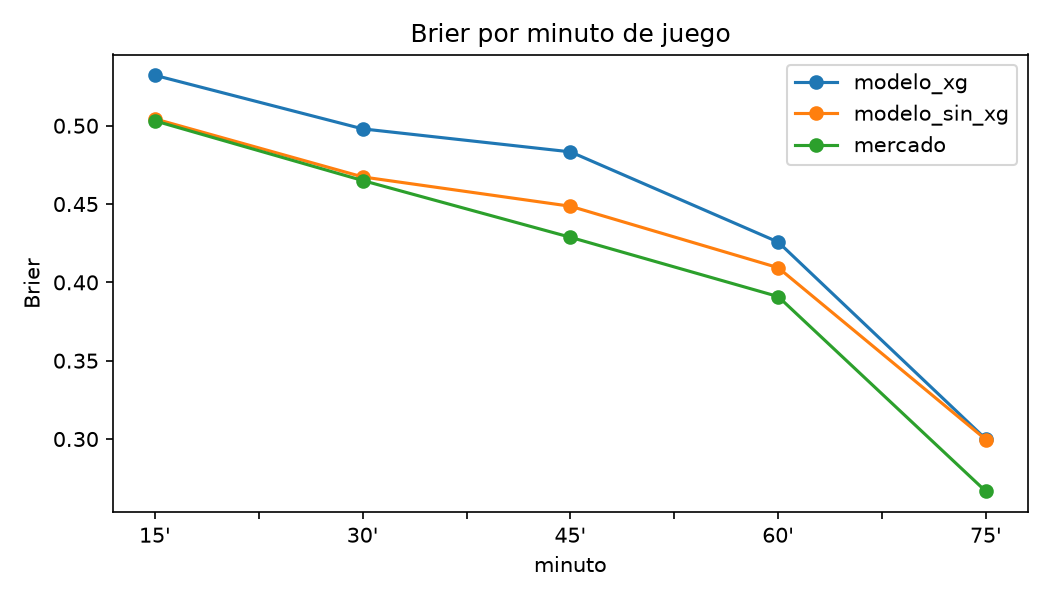 Brier por minuto de juego
modelo_xg
modelo_sin_xg
mercado
Brier
0.50
0.45
0.40
0.35
0.30
15' 30' 45' 60' 75'
minuto